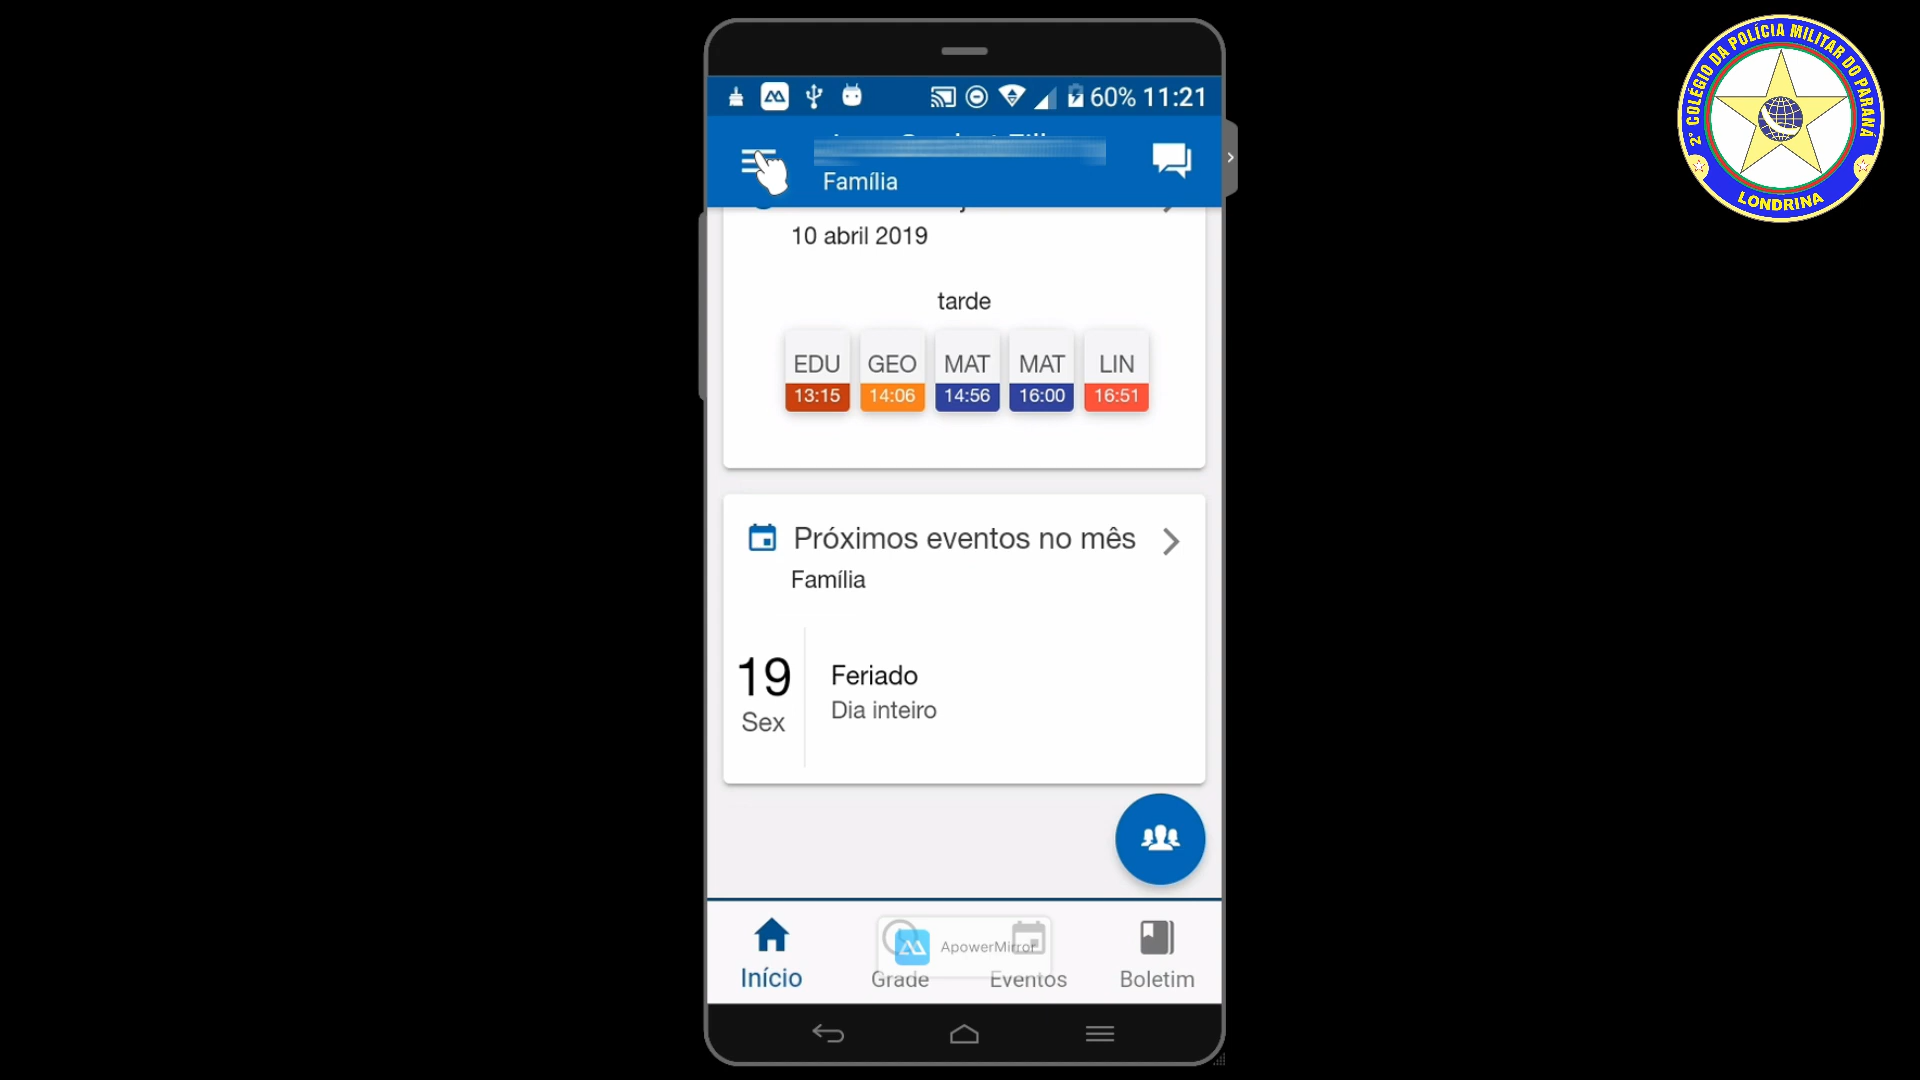 60% 11:21
Família
10 abril 2019
tarde
EDU GEO MAT MAT LIN
13:15 14:06 14:56 16:00 16:51
Próximos eventos no mês
Família
19
Sex
Feriado
Dia inteiro
ApowerMirror
Início Grade Eventos Boletim
2º COLÉGIO DA POLÍCIA MILITAR DO PARANÁ
LONDRINA